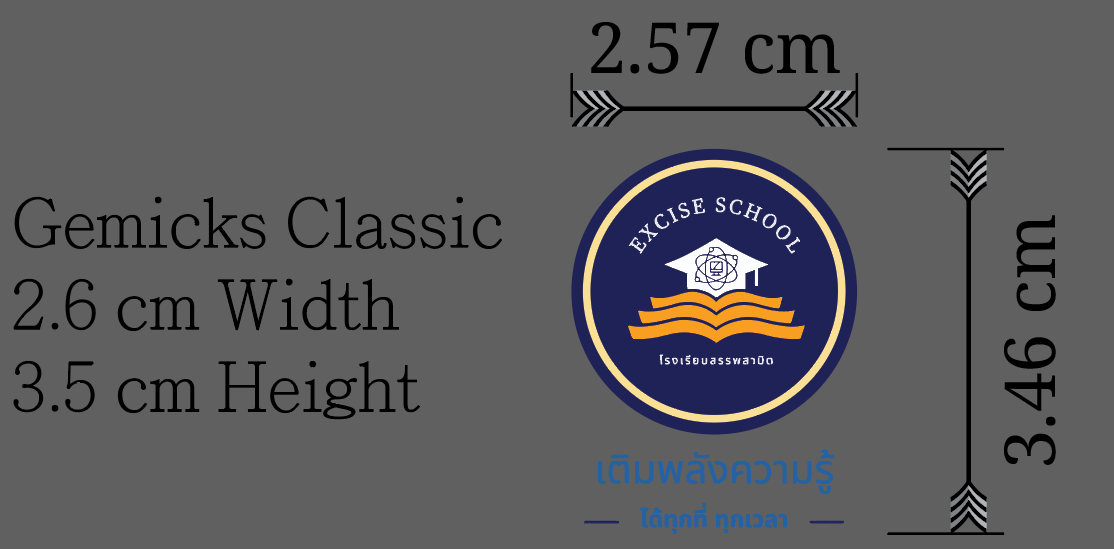 2.57 cm
Gemicks Classic
2.6 cm Width
3.5 cm Height
EXCISE SCHOOL
โรงเรียนสรรพสามิต
3.46 cm
เติมพลังความรู้
ได้ทุกที่ ทุกเวลา